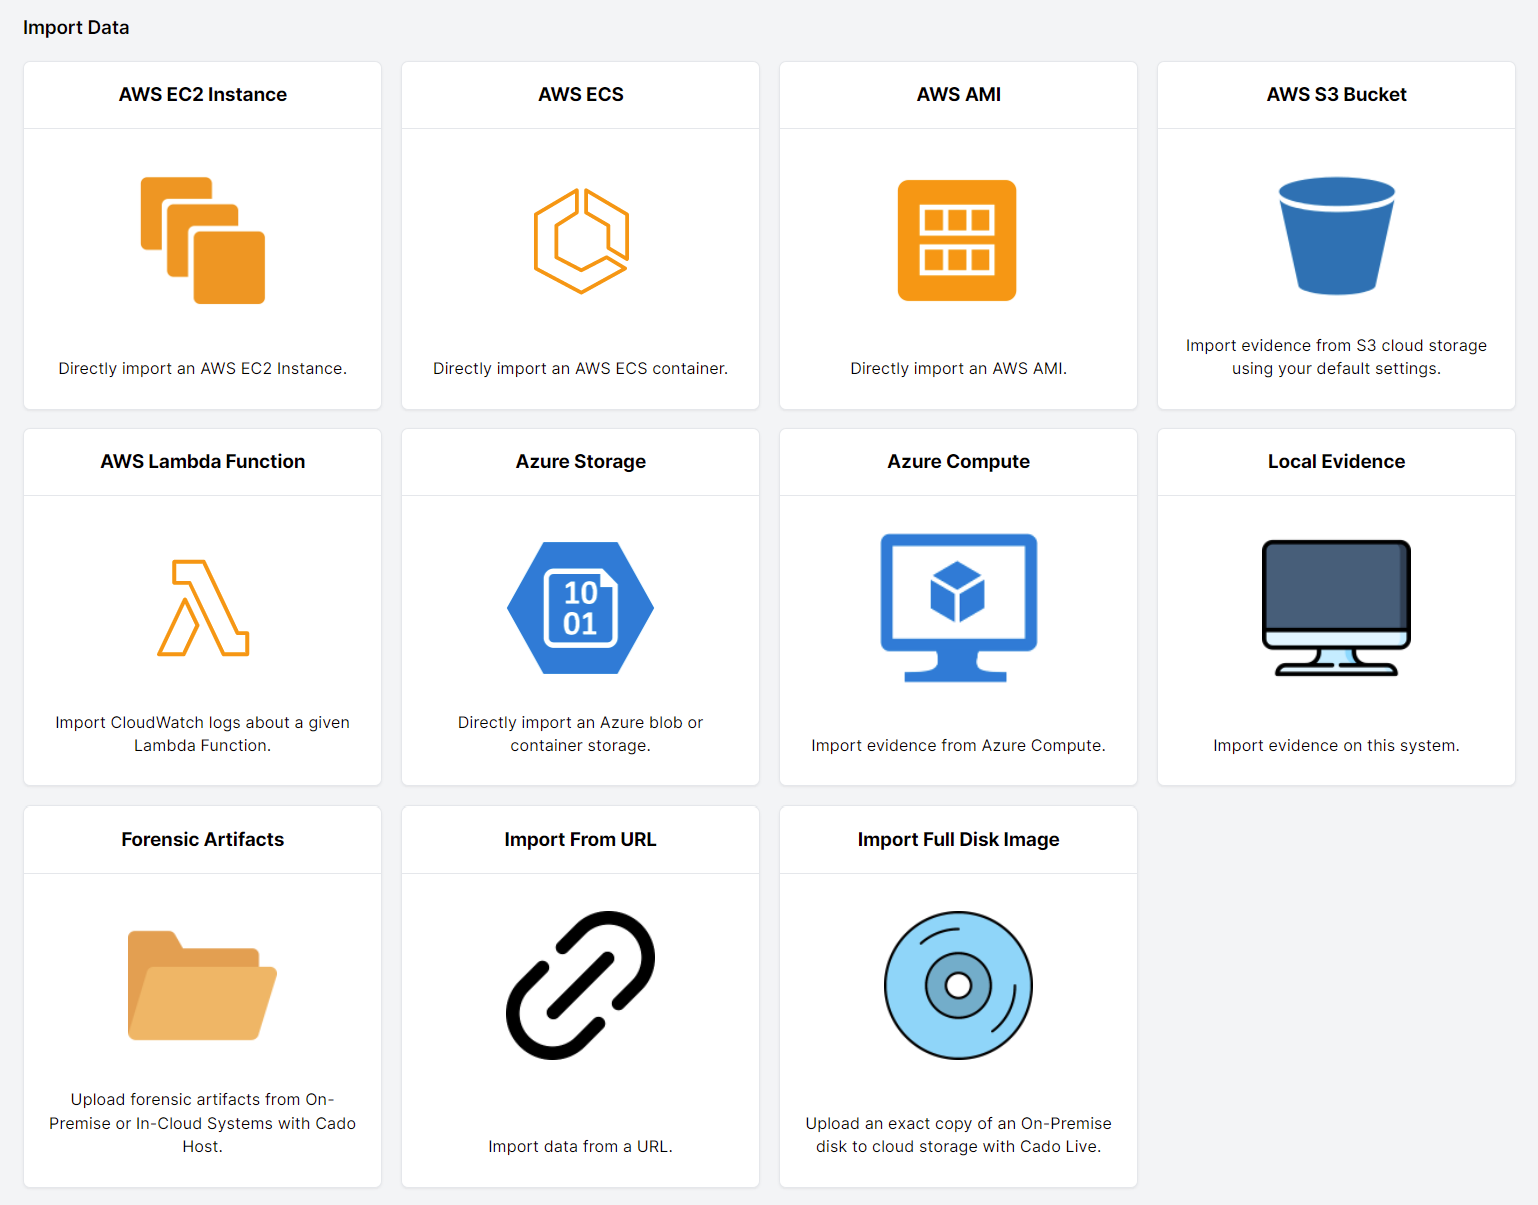 Import Data
AWS EC2 Instance
Directly import an AWS EC2 Instance.
AWS ECS
Directly import an AWS ECS container.
AWS AMI
Directly import an AWS AMI.
AWS S3 Bucket
Import evidence from S3 cloud storage
using your default settings.
AWS Lambda Function
Import CloudWatch logs about a given
Lambda Function.
Azure Storage
10
01
Directly import an Azure blob or
container storage.
Azure Compute
Import evidence from Azure Compute.
Local Evidence
Import evidence on this system.
Forensic Artifacts
Upload forensic artifacts from On-
Premise or In-Cloud Systems with Cado
Host.
Import From URL
Import data from a URL.
Import Full Disk Image
Upload an exact copy of an On-Premise
disk to cloud storage with Cado Live.